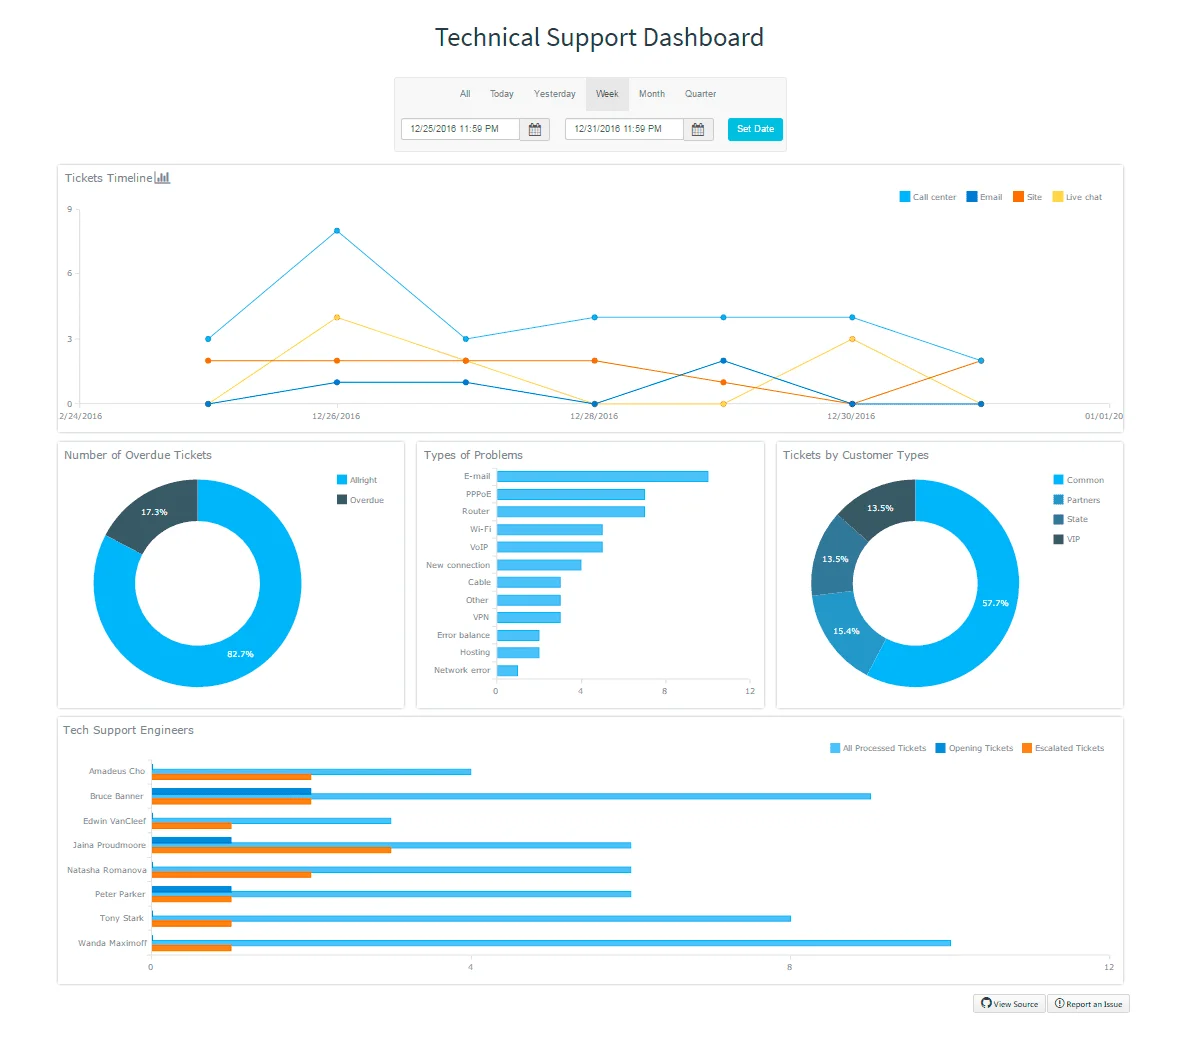 Technical Support Dashboard
All Today Yesterday Week Month Quarter
12/25/2016 11:59 PM 12/31/2016 11:59 PM Set Date
Tickets Timeline
Call center Email Site Live chat
9
6
3
0
2/24/2016 12/26/2016 12/28/2016 12/30/2016 01/01/20
Number of Overdue Tickets
Allright
Overdue
17.3%
82.7%
Types of Problems
E-mail
PPPoE
Router
Wi-Fi
VoIP
New connection
Cable
Other
VPN
Error balance
Hosting
Network error
0 4 8 12
Tickets by Customer Types
Common
Partners
State
VIP
13.5%
13.5%
57.7%
15.4%
Tech Support Engineers
All Processed Tickets Opening Tickets Escalated Tickets
Amadeus Cho
Bruce Banner
Edwin VanCleef
Jaina Proudmoore
Natasha Romanova
Peter Parker
Tony Stark
Wanda Maximoff
0 4 8 12
View Source Report an Issue